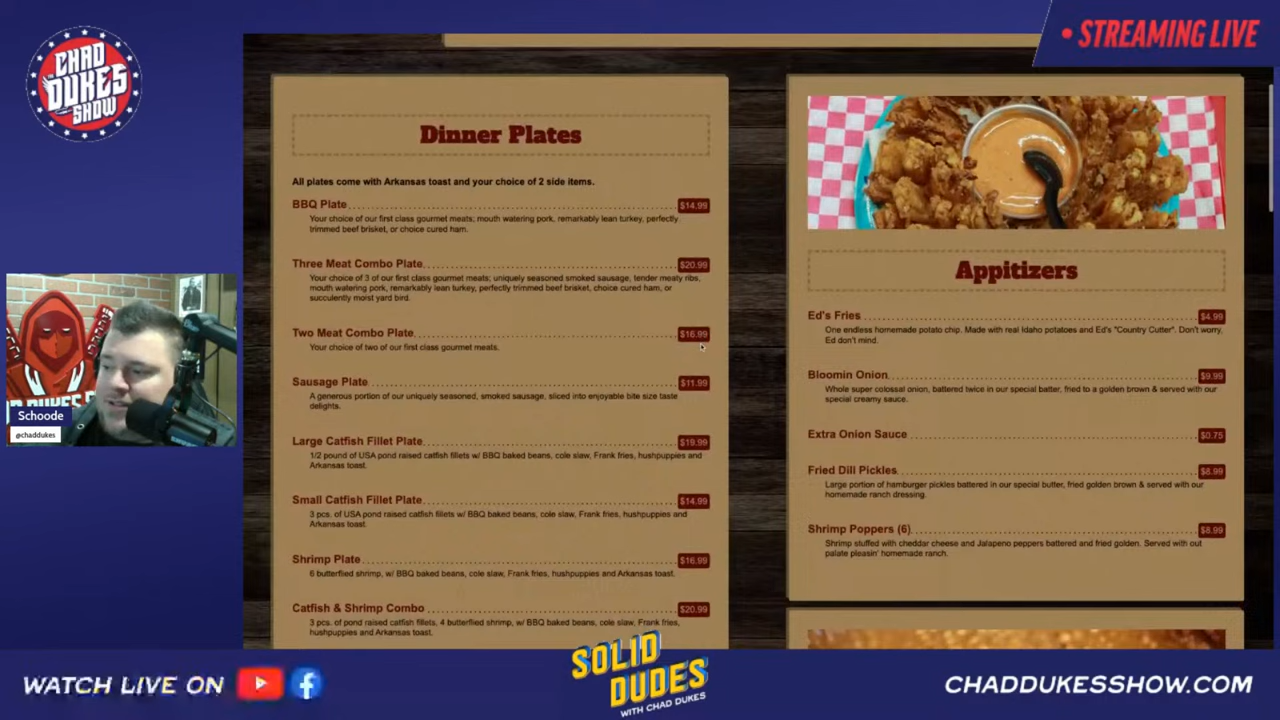 CHAD
DUKES
SHOW
• STREAMING LIVE
Dinner Plates
All plates come with Arkansas toast and your choice of 2 side items.
BBQ Plate $14.99
Your choice of our first class gourmet meats; mouth watering pork, remarkably lean turkey, perfectly
trimmed beef brisket, or choice cured ham.
Three Meat Combo Plate $20.99
Your choice of 3 of our first class gourmet meats; uniquely seasoned smoked sausage, tender meaty ribs,
mouth watering pork, remarkably lean turkey, perfectly trimmed beef brisket, choice cured ham, or
succulently moist yard bird.
Two Meat Combo Plate $16.99
Your choice of two of our first class gourmet meats.
Sausage Plate $11.99
A generous portion of our uniquely seasoned, smoked sausage, sliced into enjoyable bite size taste
delights.
Large Catfish Fillet Plate $19.99
1/2 pound of USA pond raised catfish fillets w/ BBQ baked beans, cole slaw, Frank fries, hushpuppies and
Arkansas toast.
Small Catfish Fillet Plate $14.99
3 pcs. of USA pond raised catfish fillets w/ BBQ baked beans, cole slaw, Frank fries, hushpuppies and
Arkansas toast.
Shrimp Plate $16.99
6 butterflied shrimp, w/ BBQ baked beans, cole slaw, Frank fries, hushpuppies and Arkansas toast.
Catfish & Shrimp Combo $20.99
3 pcs. of pond raised catfish fillets, 4 butterflied shrimp, w/ BBQ baked beans, cole slaw, Frank fries,
hushpuppies and Arkansas toast.
Appitizers
Ed's Fries $4.99
One endless homemade potato chip. Made with real Idaho potatoes and Ed's "Country Cutter". Don't worry,
Ed don't mind.
Bloomin Onion $9.99
Whole super colossal onion, battered twice in our special batter, fried to a golden brown & served with our
special creamy sauce.
Extra Onion Sauce $0.75
Fried Dill Pickles $8.99
Large portion of hamburger pickles battered in our special butter, fried golden brown & served with our
homemade ranch dressing.
Shrimp Poppers (6) $8.99
Shrimp stuffed with cheddar cheese and Jalapeno peppers battered and fried golden. Served with out
palate pleasin' homemade ranch.
Schoode
@chaddukes
WATCH LIVE ON
SOLID
DUDES
WITH CHAD DUKES
CHADDUKESSHOW.COM